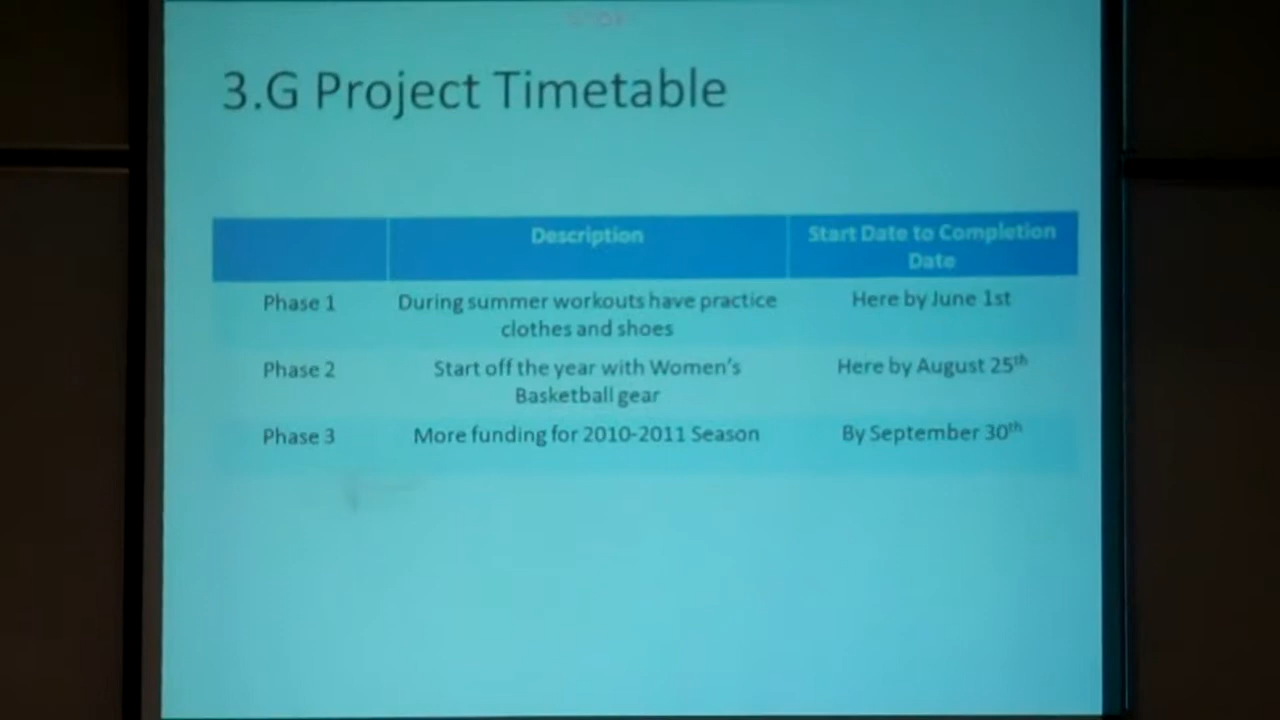 3.G Project Timetable
Description
Start Date to Completion
Date
Phase 1
During summer workouts have practice
clothes and shoes
Here by June 1st
Phase 2
Start off the year with Women's
Basketball gear
Here by August 25th
Phase 3
More funding for 2010-2011 Season
By September 30th